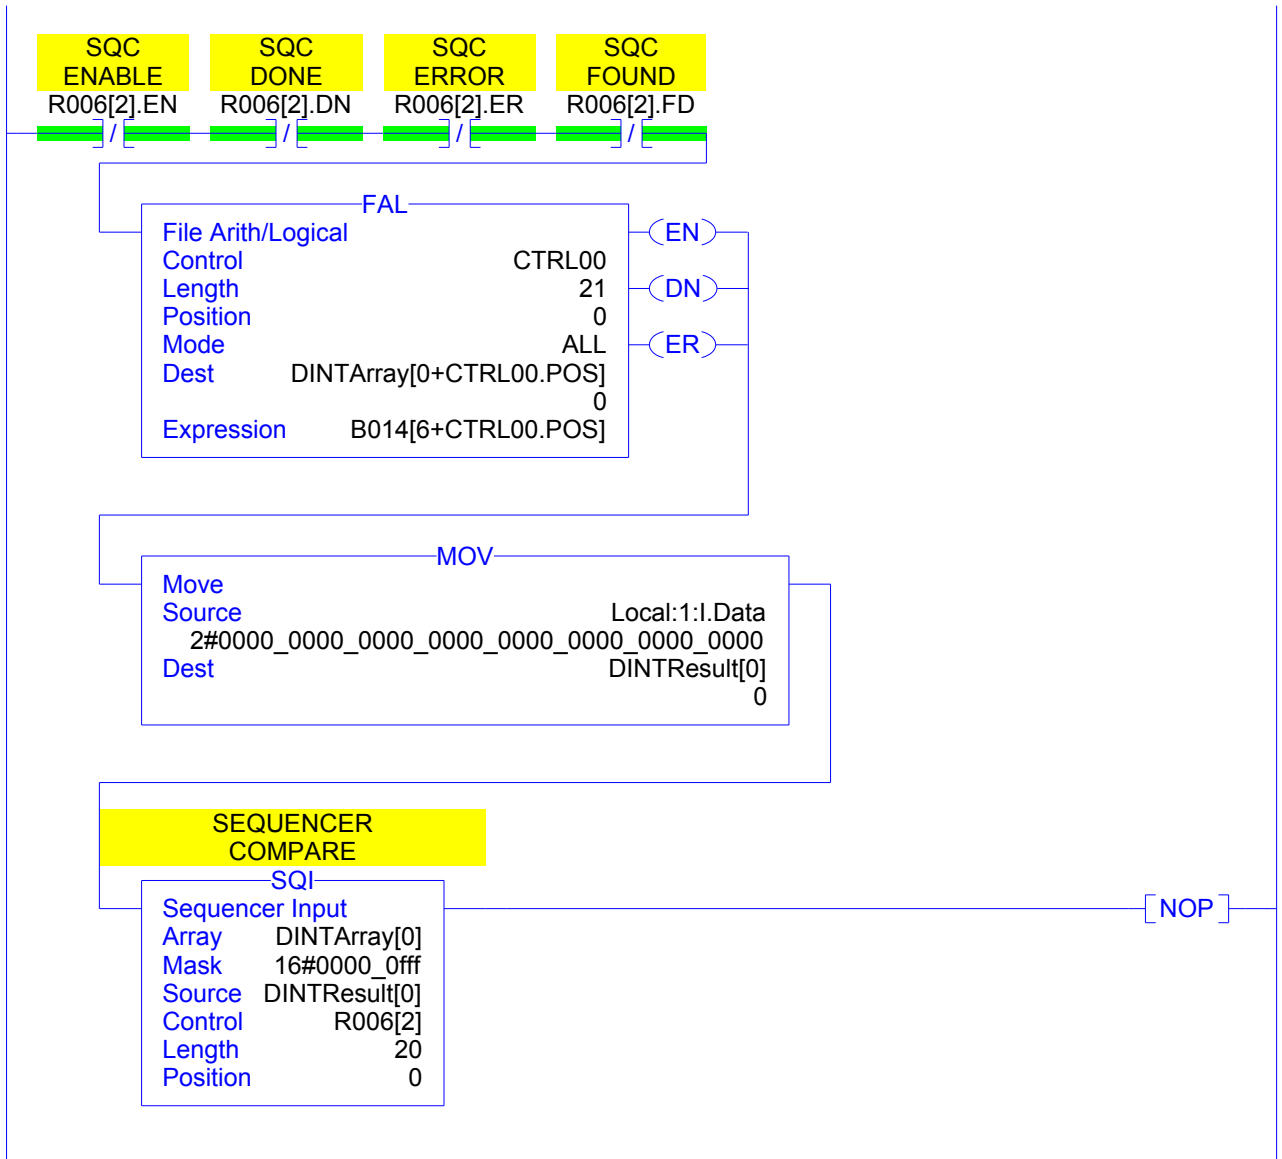 SQC SQC SQC SQC
ENABLE DONE ERROR FOUND
R006[2].EN R006[2].DN R006[2].ER R006[2].FD
/ / / /
FAL
File Arith/Logical EN
Control CTRL00
Length 21 DN
Position 0
Mode ALL ER
Dest DINTArray[0+CTRL00.POS]
0
Expression B014[6+CTRL00.POS]
MOV
Move
Source Local:1:I.Data
2#0000_0000_0000_0000_0000_0000_0000_0000
Dest DINTResult[0]
0
SEQUENCER
COMPARE
SQI
Sequencer Input NOP
Array DINTArray[0]
Mask 16#0000_0fff
Source DINTResult[0]
Control R006[2]
Length 20
Position 0